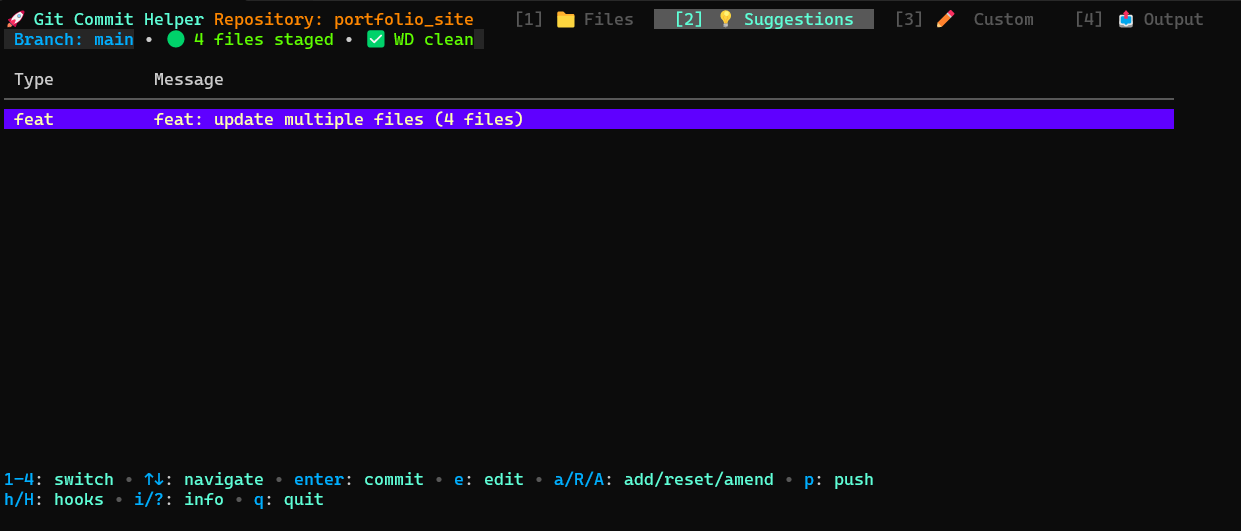 🚀 Git Commit Helper Repository: portfolio_site [1] 📁 Files [2] 💡 Suggestions [3] ✏️ Custom [4] 📤 Output
Branch: main • 🟢 4 files staged • ✅ WD clean
Type Message
feat feat: update multiple files (4 files)
1-4: switch • ↑↓: navigate • enter: commit • e: edit • a/R/A: add/reset/amend • p: push
h/H: hooks • i/?: info • q: quit